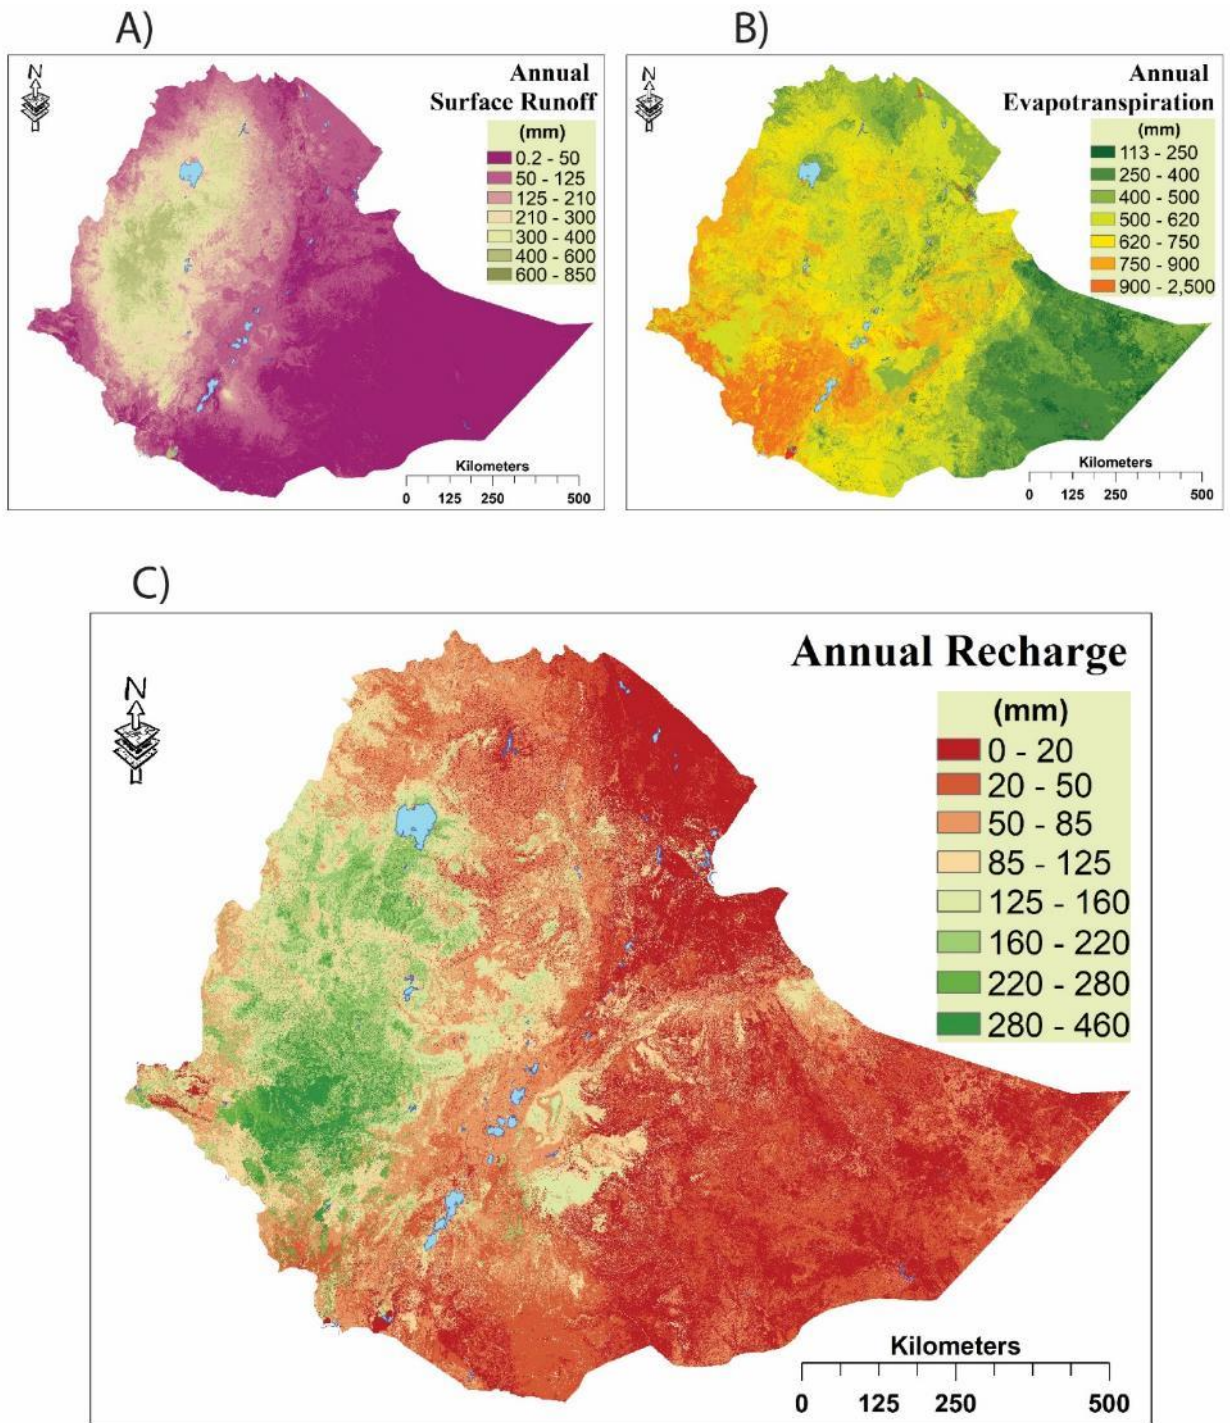 A)
N
Annual
Surface Runoff
(mm)
0.2 - 50
50 - 125
125 - 210
210 - 300
300 - 400
400 - 600
600 - 850
Kilometers
0 125 250 500
B)
N
Annual
Evapotranspiration
(mm)
113 - 250
250 - 400
400 - 500
500 - 620
620 - 750
750 - 900
900 - 2,500
Kilometers
0 125 250 500
C)
N
Annual Recharge
(mm)
0 - 20
20 - 50
50 - 85
85 - 125
125 - 160
160 - 220
220 - 280
280 - 460
Kilometers
0 125 250 500